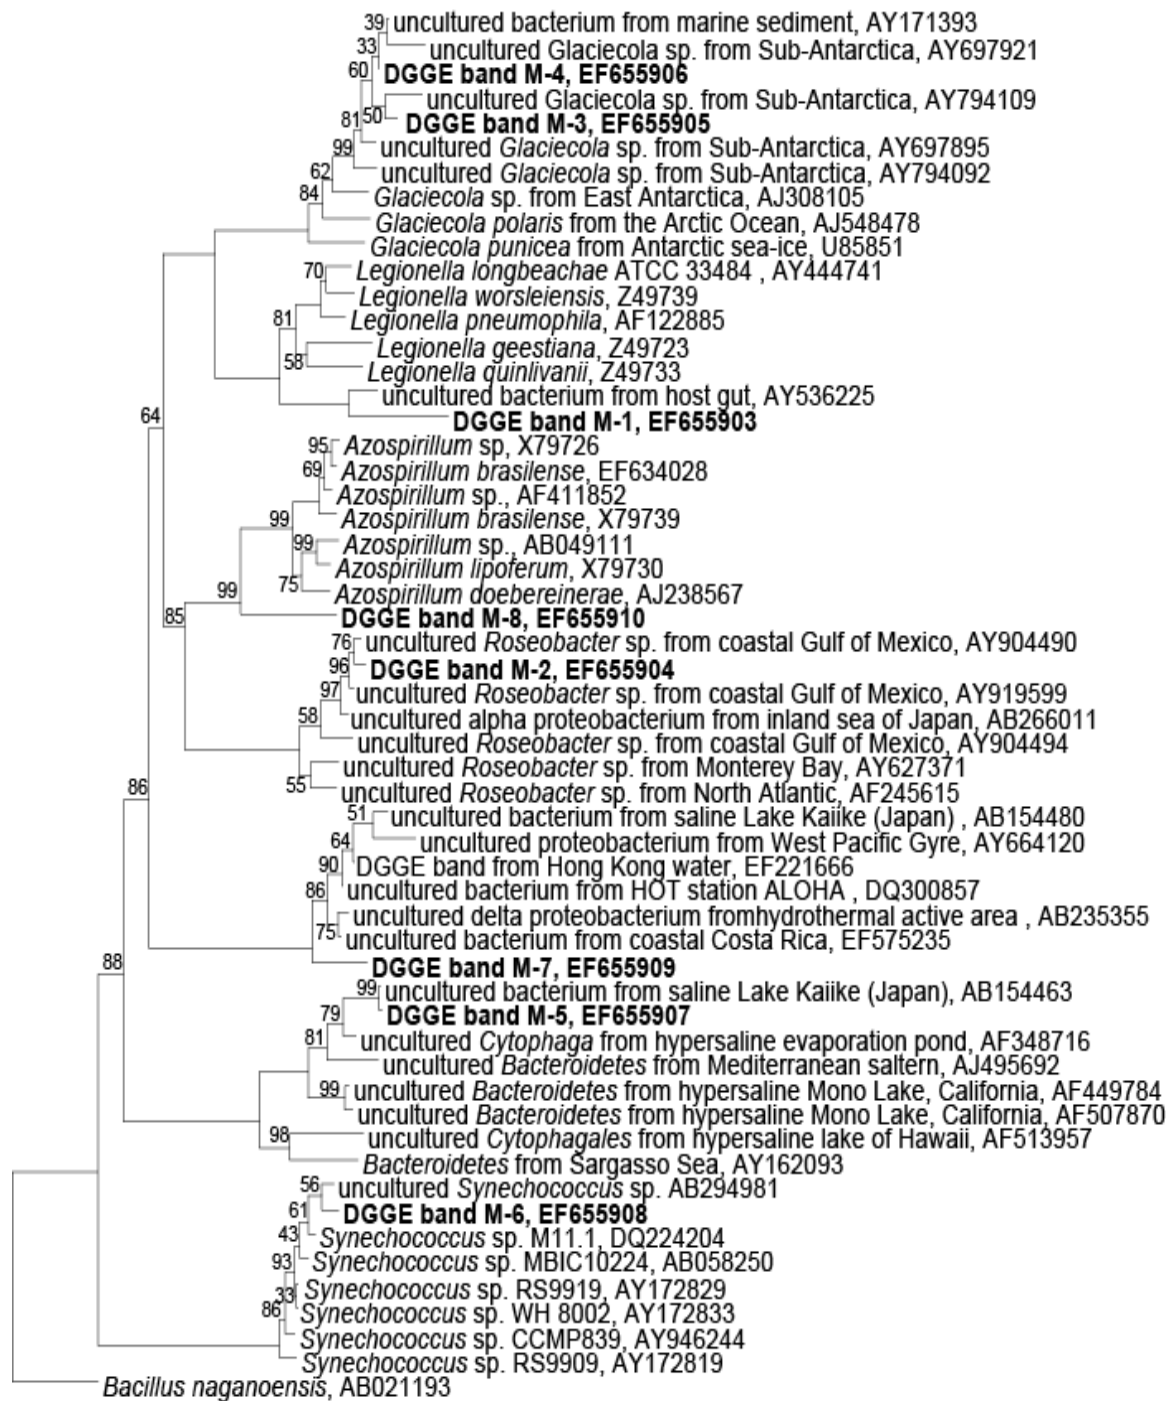 39 uncultured bacterium from marine sediment, AY171393
33 uncultured Glaciecola sp. from Sub-Antarctica, AY697921
60 DGGE band M-4, EF655906
uncultured Glaciecola sp. from Sub-Antarctica, AY794109
81 50 DGGE band M-3, EF655905
99 uncultured Glaciecola sp. from Sub-Antarctica, AY697895
62 uncultured Glaciecola sp. from Sub-Antarctica, AY794092
84 Glaciecola sp. from East Antarctica, AJ308105
Glaciecola polaris from the Arctic Ocean, AJ548478
Glaciecola punicea from Antarctic sea-ice, U85851
70 Legionella longbeachae ATCC 33484 , AY444741
Legionella worsleiensis, Z49739
81 Legionella pneumophila, AF122885
Legionella geestiana, Z49723
58 Legionella quinlivanii, Z49733
uncultured bacterium from host gut, AY536225
64 DGGE band M-1, EF655903
95 Azospirillum sp, X79726
69 Azospirillum brasilense, EF634028
Azospirillum sp., AF411852
99 Azospirillum brasilense, X79739
99 Azospirillum sp., AB049111
Azospirillum lipoferum, X79730
99 75 Azospirillum doebereinerae, AJ238567
85 DGGE band M-8, EF655910
76 uncultured Roseobacter sp. from coastal Gulf of Mexico, AY904490
96 DGGE band M-2, EF655904
97 uncultured Roseobacter sp. from coastal Gulf of Mexico, AY919599
58 uncultured alpha proteobacterium from inland sea of Japan, AB266011
uncultured Roseobacter sp. from coastal Gulf of Mexico, AY904494
uncultured Roseobacter sp. from Monterey Bay, AY627371
86 55 uncultured Roseobacter sp. from North Atlantic, AF245615
51 uncultured bacterium from saline Lake Kaiike (Japan) , AB154480
64 uncultured proteobacterium from West Pacific Gyre, AY664120
90 DGGE band from Hong Kong water, EF221666
86 uncultured bacterium from HOT station ALOHA , DQ300857
uncultured delta proteobacterium fromhydrothermal active area , AB235355
75 uncultured bacterium from coastal Costa Rica, EF575235
88 DGGE band M-7, EF655909
99 uncultured bacterium from saline Lake Kaiike (Japan), AB154463
79 DGGE band M-5, EF655907
81 uncultured Cytophaga from hypersaline evaporation pond, AF348716
uncultured Bacteroidetes from Mediterranean saltern, AJ495692
99 uncultured Bacteroidetes from hypersaline Mono Lake, California, AF449784
uncultured Bacteroidetes from hypersaline Mono Lake, California, AF507870
98 uncultured Cytophagales from hypersaline lake of Hawaii, AF513957
Bacteroidetes from Sargasso Sea, AY162093
56 uncultured Synechococcus sp. AB294981
61 DGGE band M-6, EF655908
43 Synechococcus sp. M11.1, DQ224204
93 Synechococcus sp. MBIC10224, AB058250
33 Synechococcus sp. RS9919, AY172829
86 Synechococcus sp. WH 8002, AY172833
Synechococcus sp. CCMP839, AY946244
Synechococcus sp. RS9909, AY172819
Bacillus naganoensis, AB021193